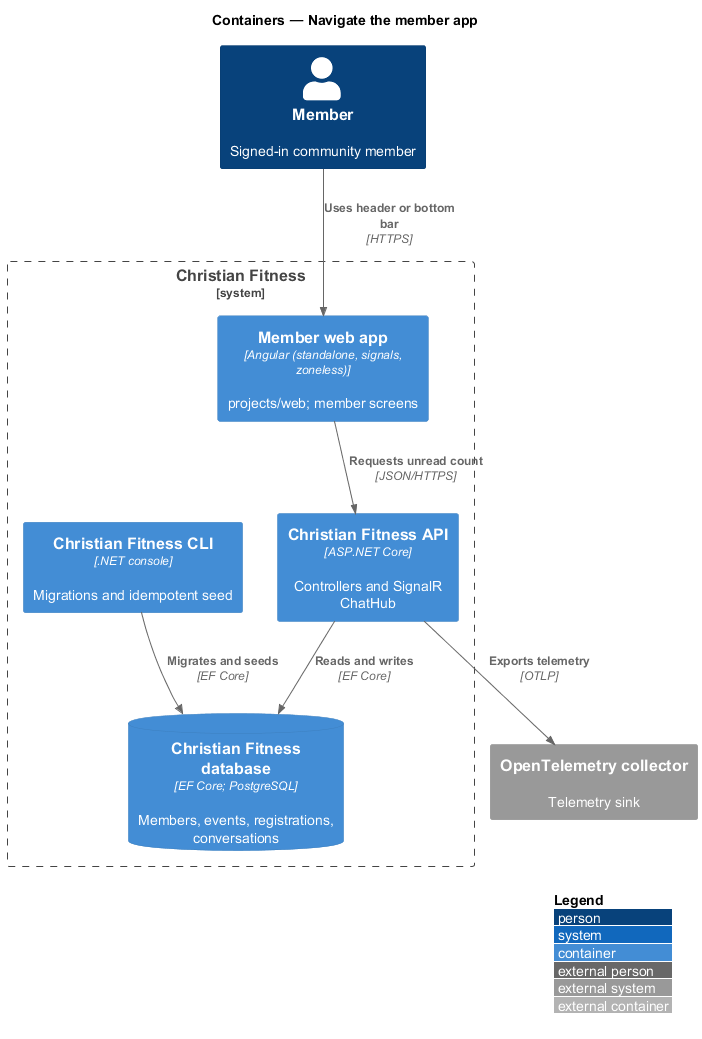 Containers — Navigate the member app
Member
Signed-in community member
Uses header or bottom
bar
[HTTPS]
Christian Fitness
[system]
Member web app
[Angular (standalone, signals,
zoneless)]
projects/web; member screens
Requests unread count
[JSON/HTTPS]
Christian Fitness CLI
[.NET console]
Migrations and idempotent seed
Christian Fitness API
[ASP.NET Core]
Controllers and SignalR
ChatHub
Migrates and seeds
[EF Core]
Reads and writes
[EF Core]
Exports telemetry
[OTLP]
Christian Fitness
database
[EF Core; PostgreSQL]
Members, events, registrations,
conversations
OpenTelemetry collector
Telemetry sink
Legend
person
system
container
external person
external system
external container